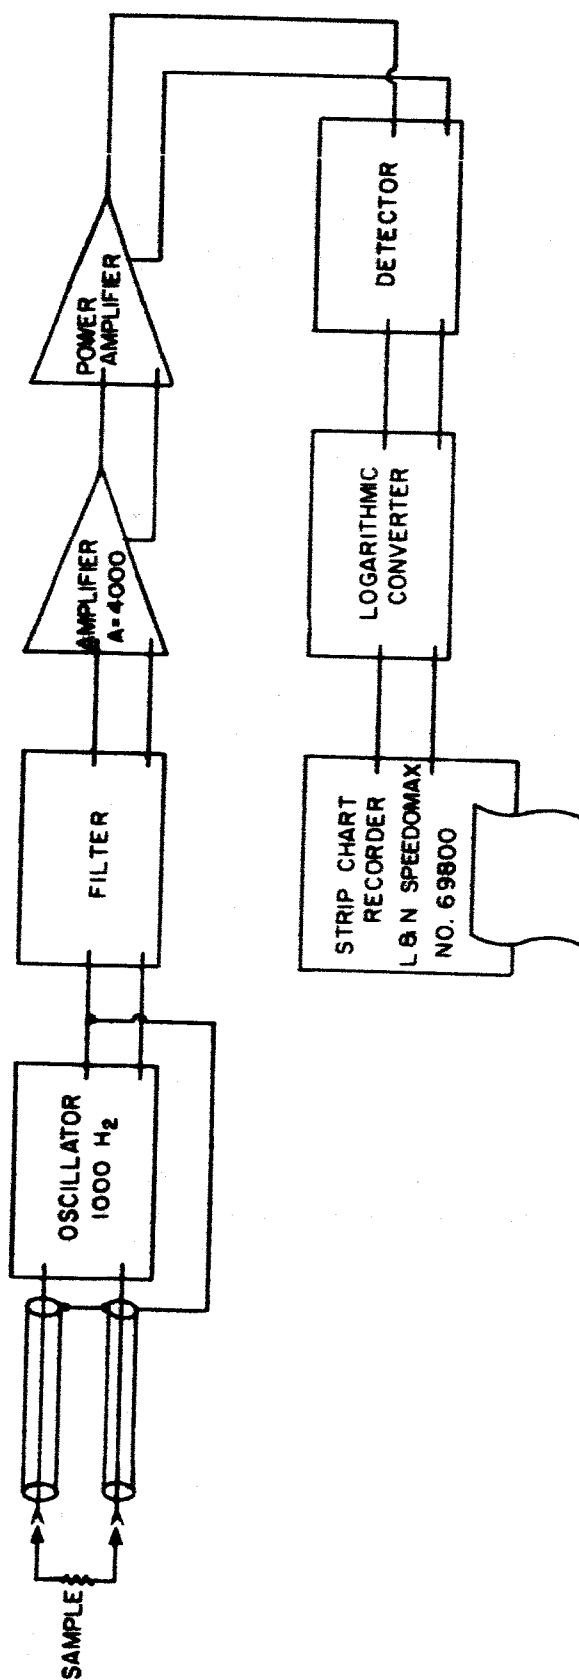 SAMPLE
OSCILLATOR
1000 H2
FILTER
AMPLIFIER
A=4000
POWER
AMPLIFIER
DETECTOR
LOGARITHMIC
CONVERTER
STRIP CHART
RECORDER
L&N SPEEDOMAX
NO. 69800